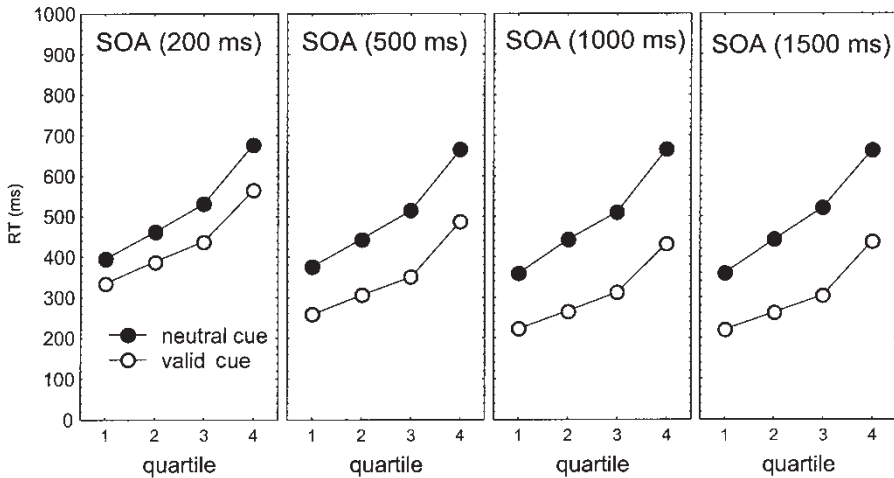 SOA (200 ms)
SOA (500 ms)
SOA (1000 ms)
SOA (1500 ms)
1000
900
800
700
600
500
400
300
200
100
0
RT (ms)
neutral cue
valid cue
1 2 3 4
1 2 3 4
1 2 3 4
1 2 3 4
quartile
quartile
quartile
quartile